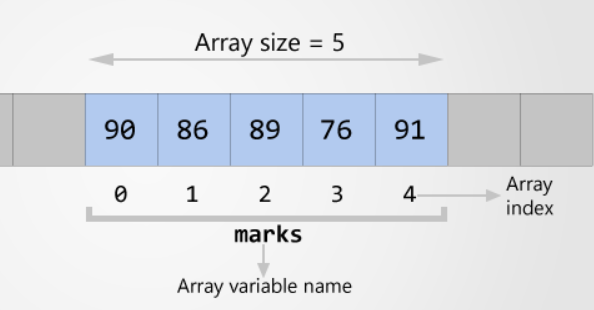 Array size = 5
90 86 89 76 91
0 1 2 3 4
Array
index
marks
Array variable name